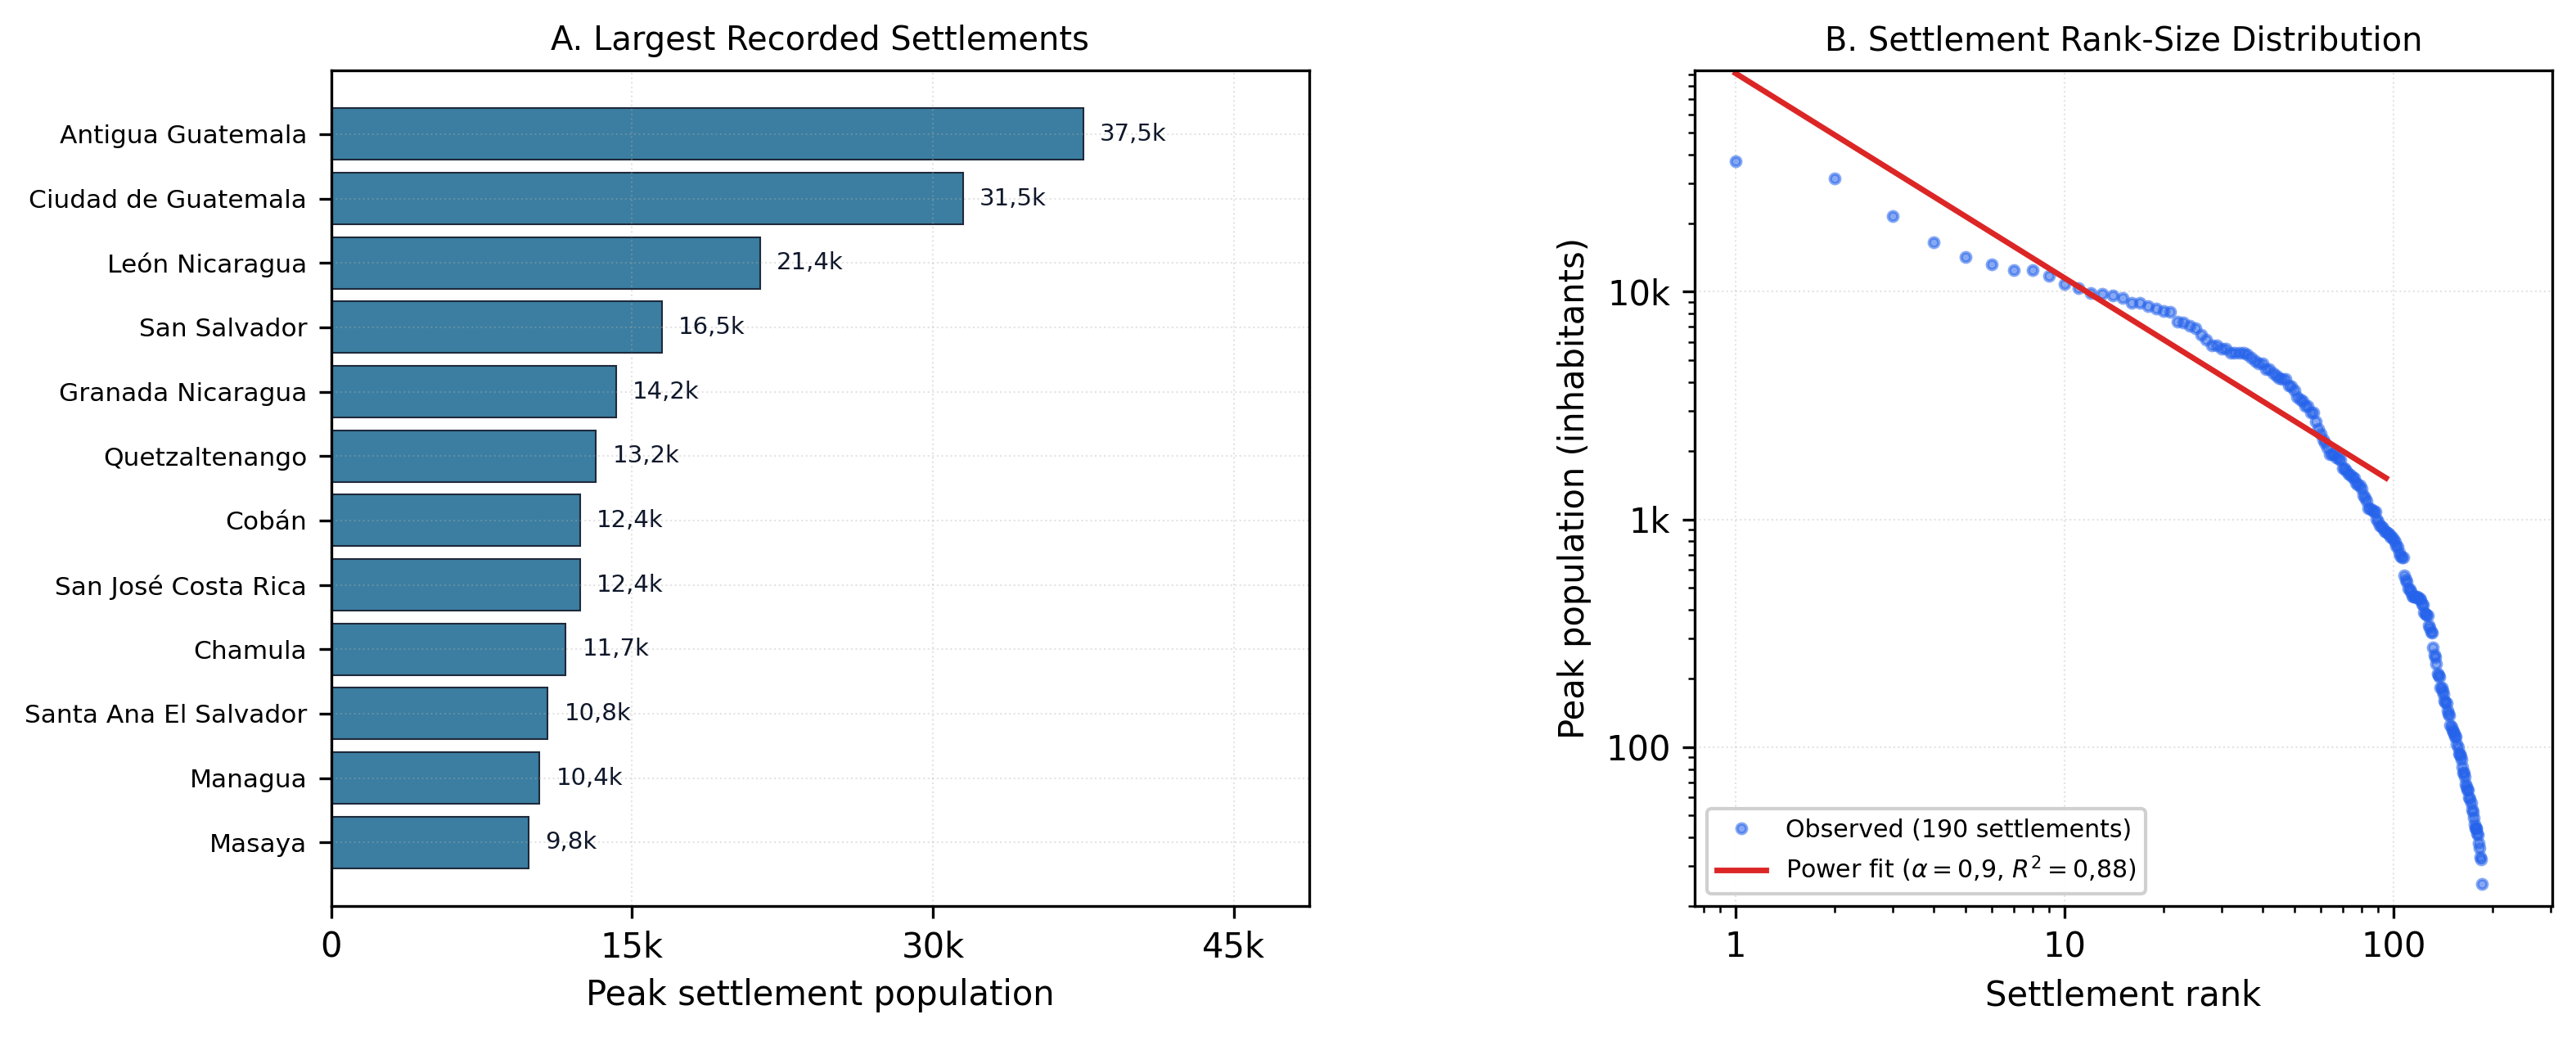 A. Largest Recorded Settlements
Antigua Guatemala
37,5k
Ciudad de Guatemala
31,5k
León Nicaragua
21,4k
San Salvador
16,5k
Granada Nicaragua
14,2k
Quetzaltenango
13,2k
Cobán
12,4k
San José Costa Rica
12,4k
Chamula
11,7k
Santa Ana El Salvador
10,8k
Managua
10,4k
Masaya
9,8k
0
15k
30k
45k
Peak settlement population
B. Settlement Rank-Size Distribution
Peak population (inhabitants)
10k
1k
100
Observed (190 settlements)
Power fit (α = 0,9, R² = 0,88)
1
10
100
Settlement rank